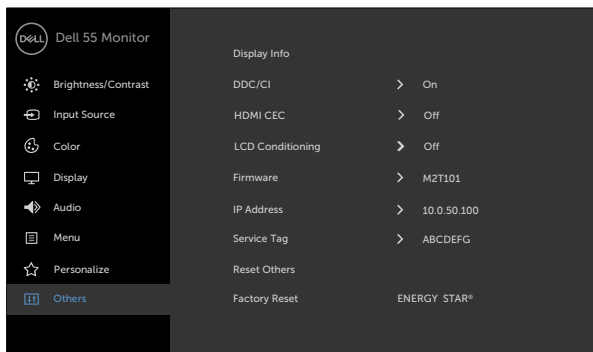 DELL Dell 55 Monitor
Display Info
Brightness/Contrast DDC/CI On
Input Source HDMI CEC Off
Color LCD Conditioning Off
Display Firmware M2T101
Audio IP Address 10.0.50.100
Menu Service Tag ABCDEFG
Personalize Reset Others
Others Factory Reset ENERGY STAR®